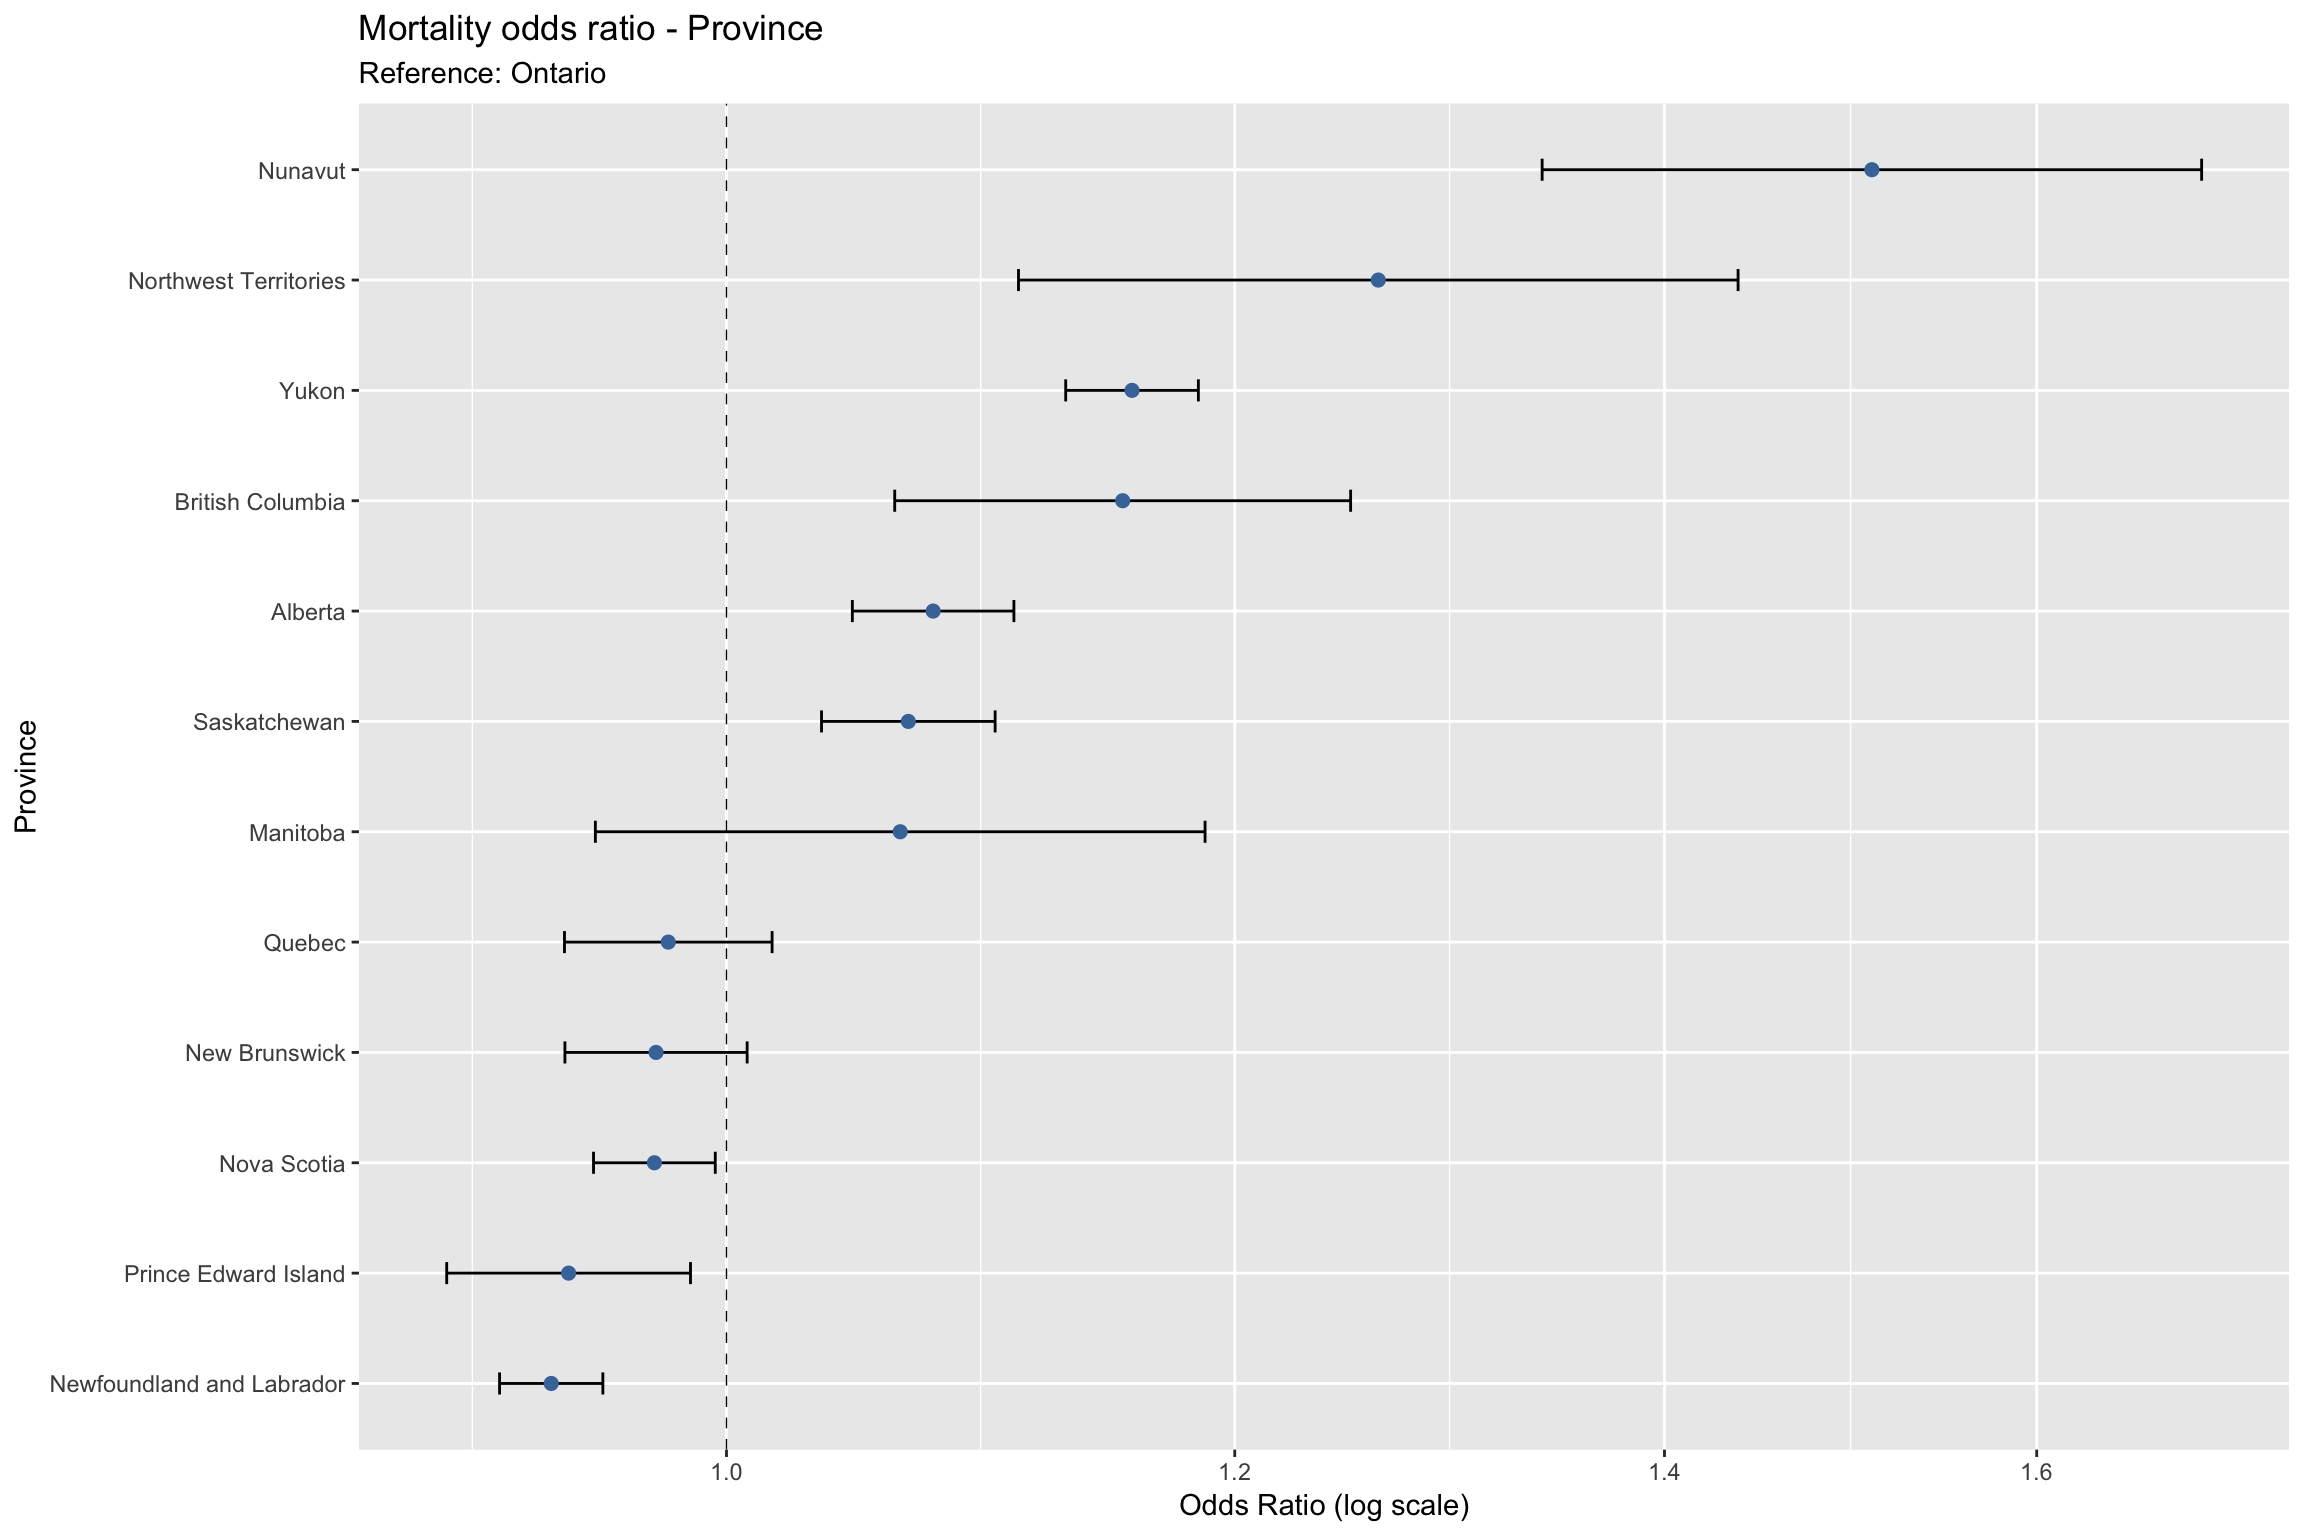 Mortality odds ratio - Province
Reference: Ontario
Province
Nunavut
Northwest Territories
Yukon
British Columbia
Alberta
Saskatchewan
Manitoba
Quebec
New Brunswick
Nova Scotia
Prince Edward Island
Newfoundland and Labrador
1.0 1.2 1.4 1.6
Odds Ratio (log scale)